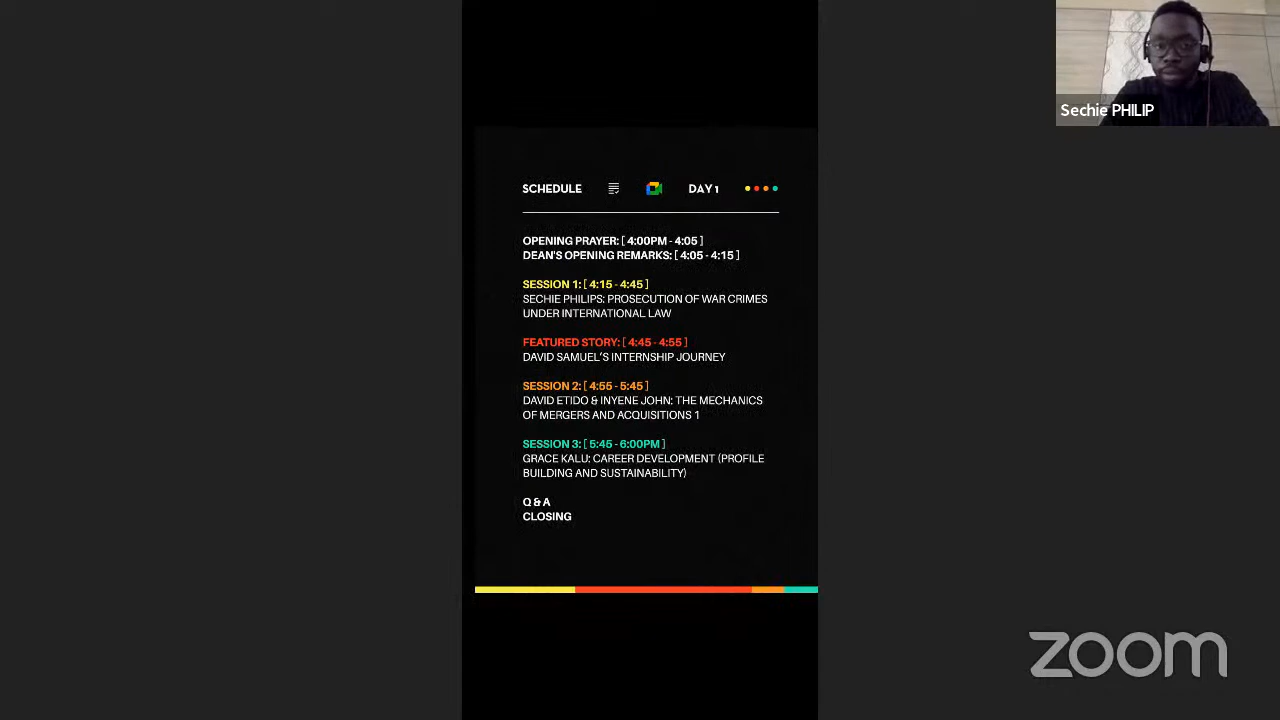 Sechie PHILIP
SCHEDULE DAY 1
OPENING PRAYER: [ 4:00PM - 4:05 ]
DEAN'S OPENING REMARKS: [ 4:05 - 4:15 ]
SESSION 1: [ 4:15 - 4:45 ]
SECHIE PHILIPS: PROSECUTION OF WAR CRIMES
UNDER INTERNATIONAL LAW
FEATURED STORY: [ 4:45 - 4:55 ]
DAVID SAMUEL'S INTERNSHIP JOURNEY
SESSION 2: [ 4:55 - 5:45 ]
DAVID ETIDO & INYENE JOHN: THE MECHANICS
OF MERGERS AND ACQUISITIONS 1
SESSION 3: [ 5:45 - 6:00PM ]
GRACE KALU: CAREER DEVELOPMENT (PROFILE
BUILDING AND SUSTAINABILITY)
Q & A
CLOSING
zoom